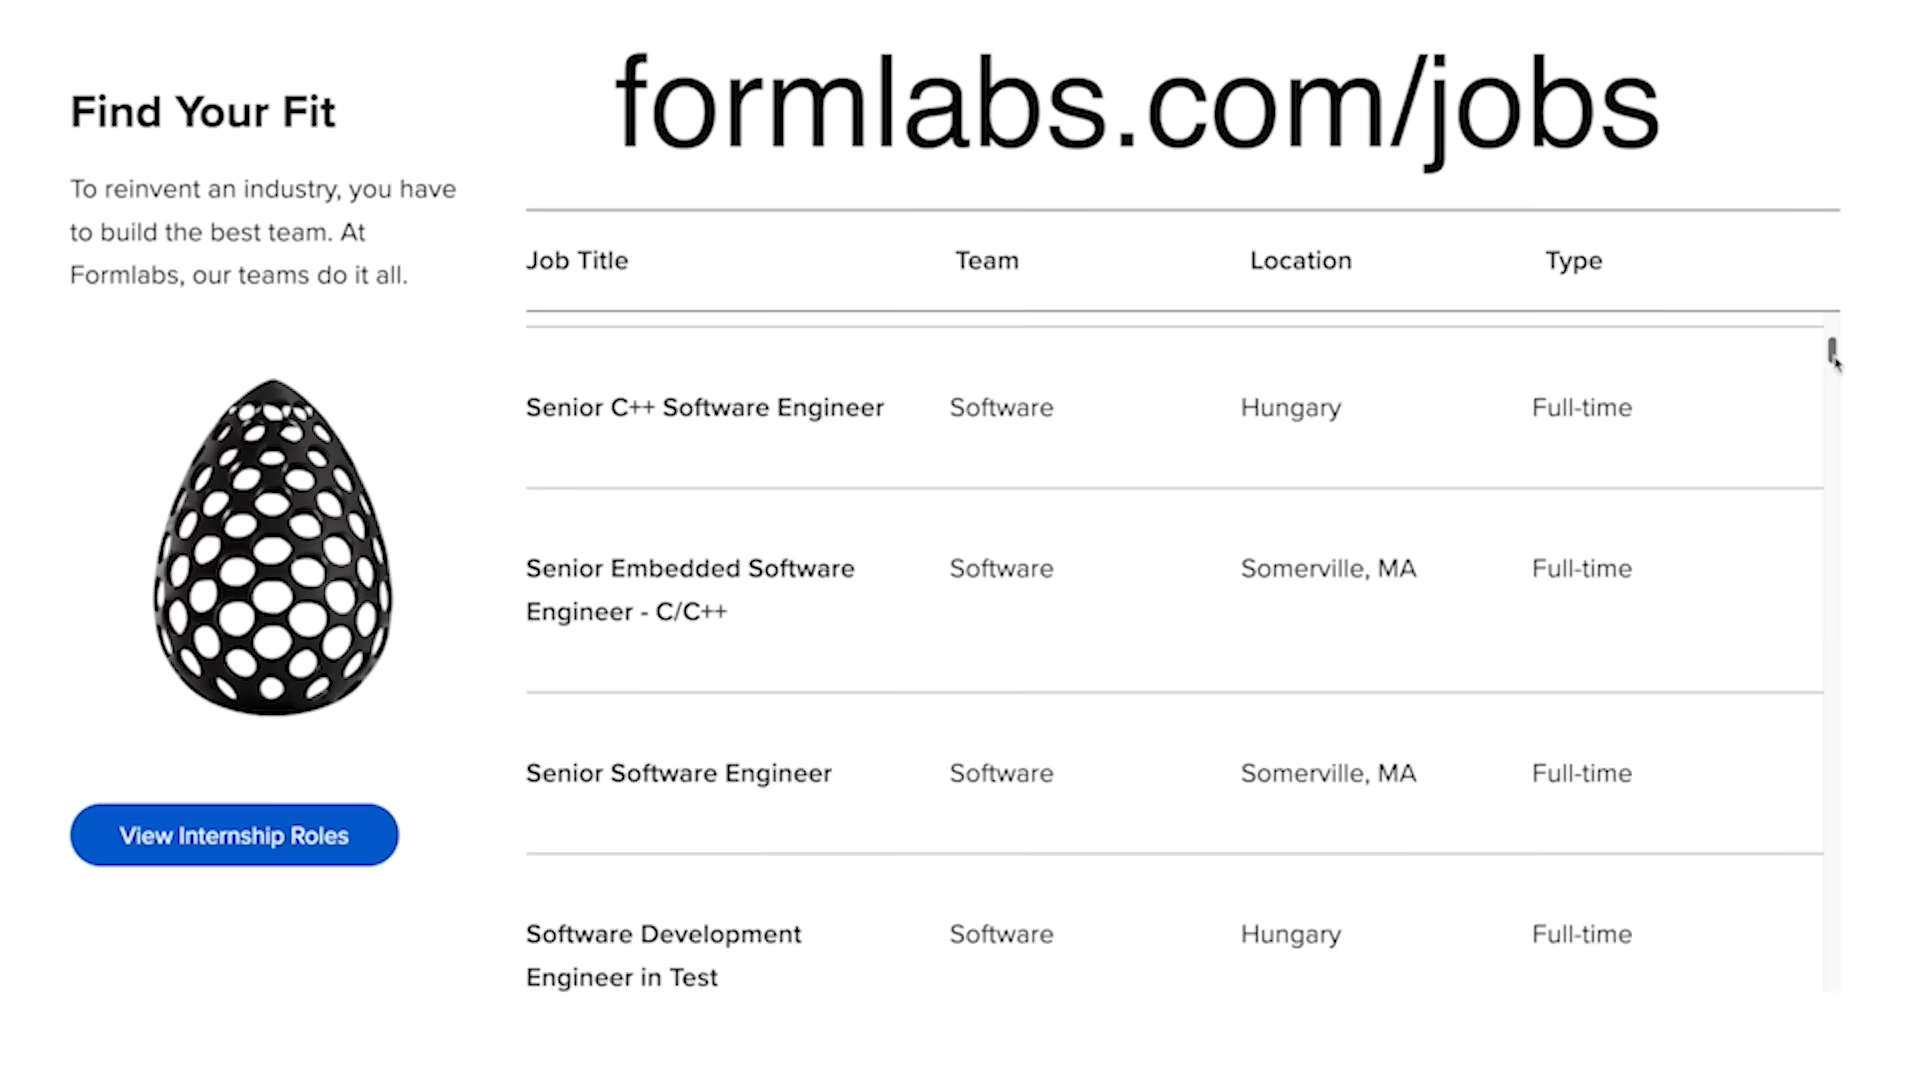 formlabs.com/jobs
Find Your Fit
To reinvent an industry, you have
to build the best team. At
Formlabs, our teams do it all.
View Internship Roles
Job Title Team Location Type
Senior C++ Software Engineer Software Hungary Full-time
Senior Embedded Software Software Somerville, MA Full-time
Engineer - C/C++
Senior Software Engineer Software Somerville, MA Full-time
Software Development Software Hungary Full-time
Engineer in Test